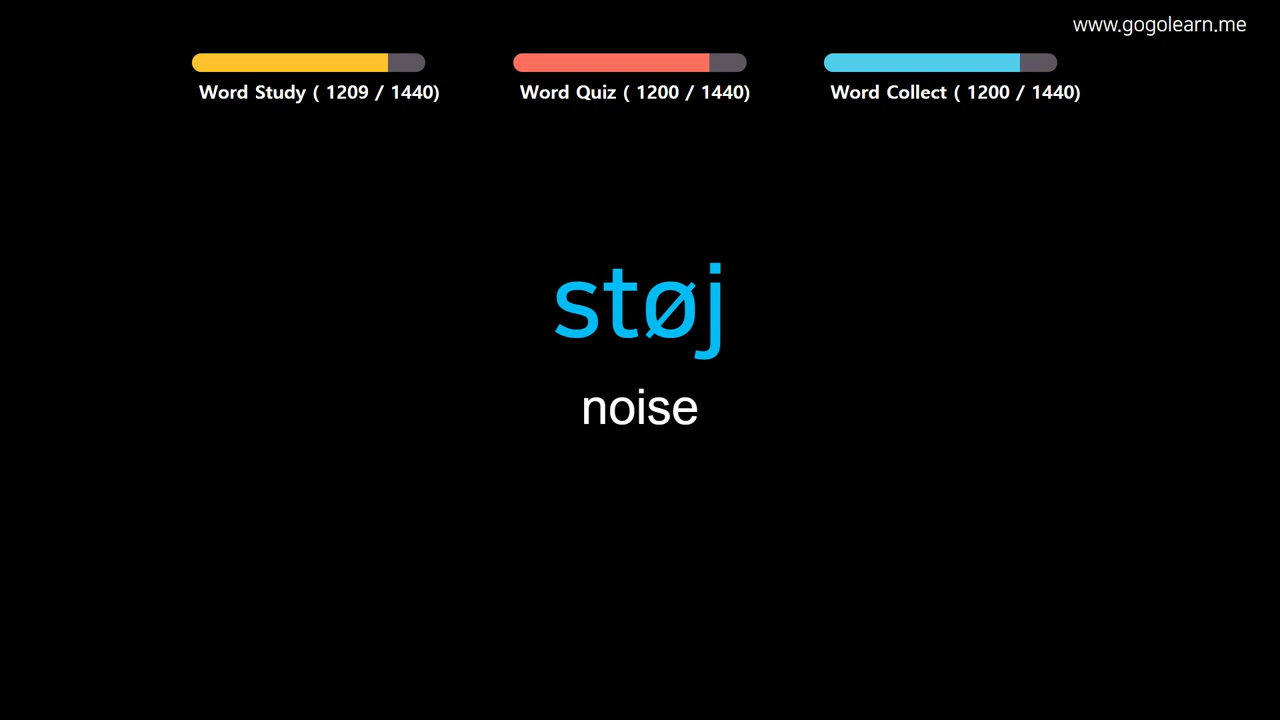 www.gogolearn.me
Word Study ( 1209 / 1440)
Word Quiz ( 1200 / 1440)
Word Collect ( 1200 / 1440)
støj
noise